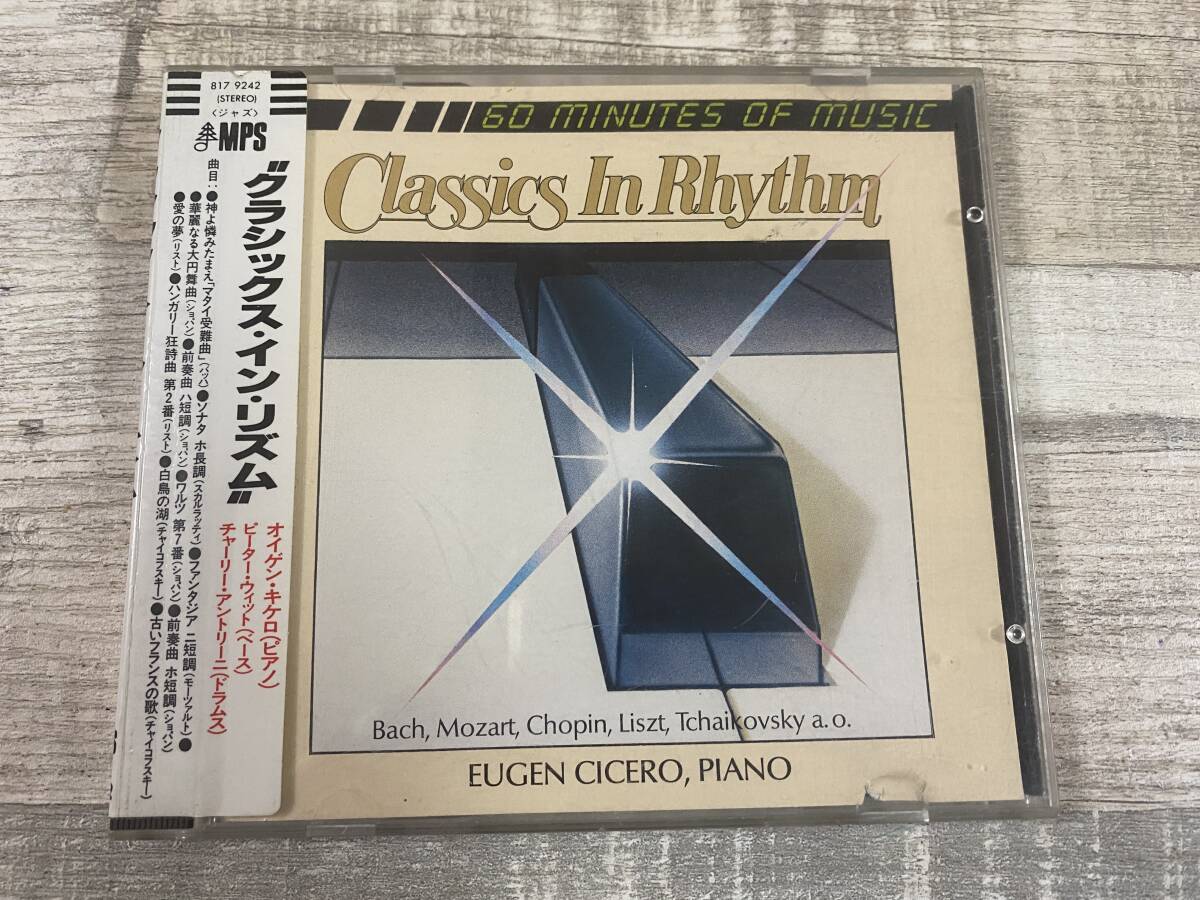 817 9242
(STEREO)
〈ジャズ〉
MPS
"クラシックス・イン・リズム"
曲目:●神よ憐みたまえ「マタイ受難曲」(バッハ)●ソナタ ホ長調(スカルラッティ)●ファンタジア ニ短調(モーツァルト)●
●華麗なる大円舞曲(ショパン)●前奏曲 ハ短調(ショパン)●ワルツ 第7番(ショパン)●前奏曲 ホ短調(ショパン)
●愛の夢(リスト)●ハンガリー狂詩曲 第2番(リスト)●白鳥の湖(チャイコフスキー)●古いフランスの歌(チャイコフスキー)
オイゲン・キケロ(ピアノ)
ピーター・ウィット(ベース)
チャーリー・アントリーニ(ドラムス)
60 MINUTES OF MUSIC
Classics In Rhythm
Bach, Mozart, Chopin, Liszt, Tchaikovsky a.o.
EUGEN CICERO, PIANO